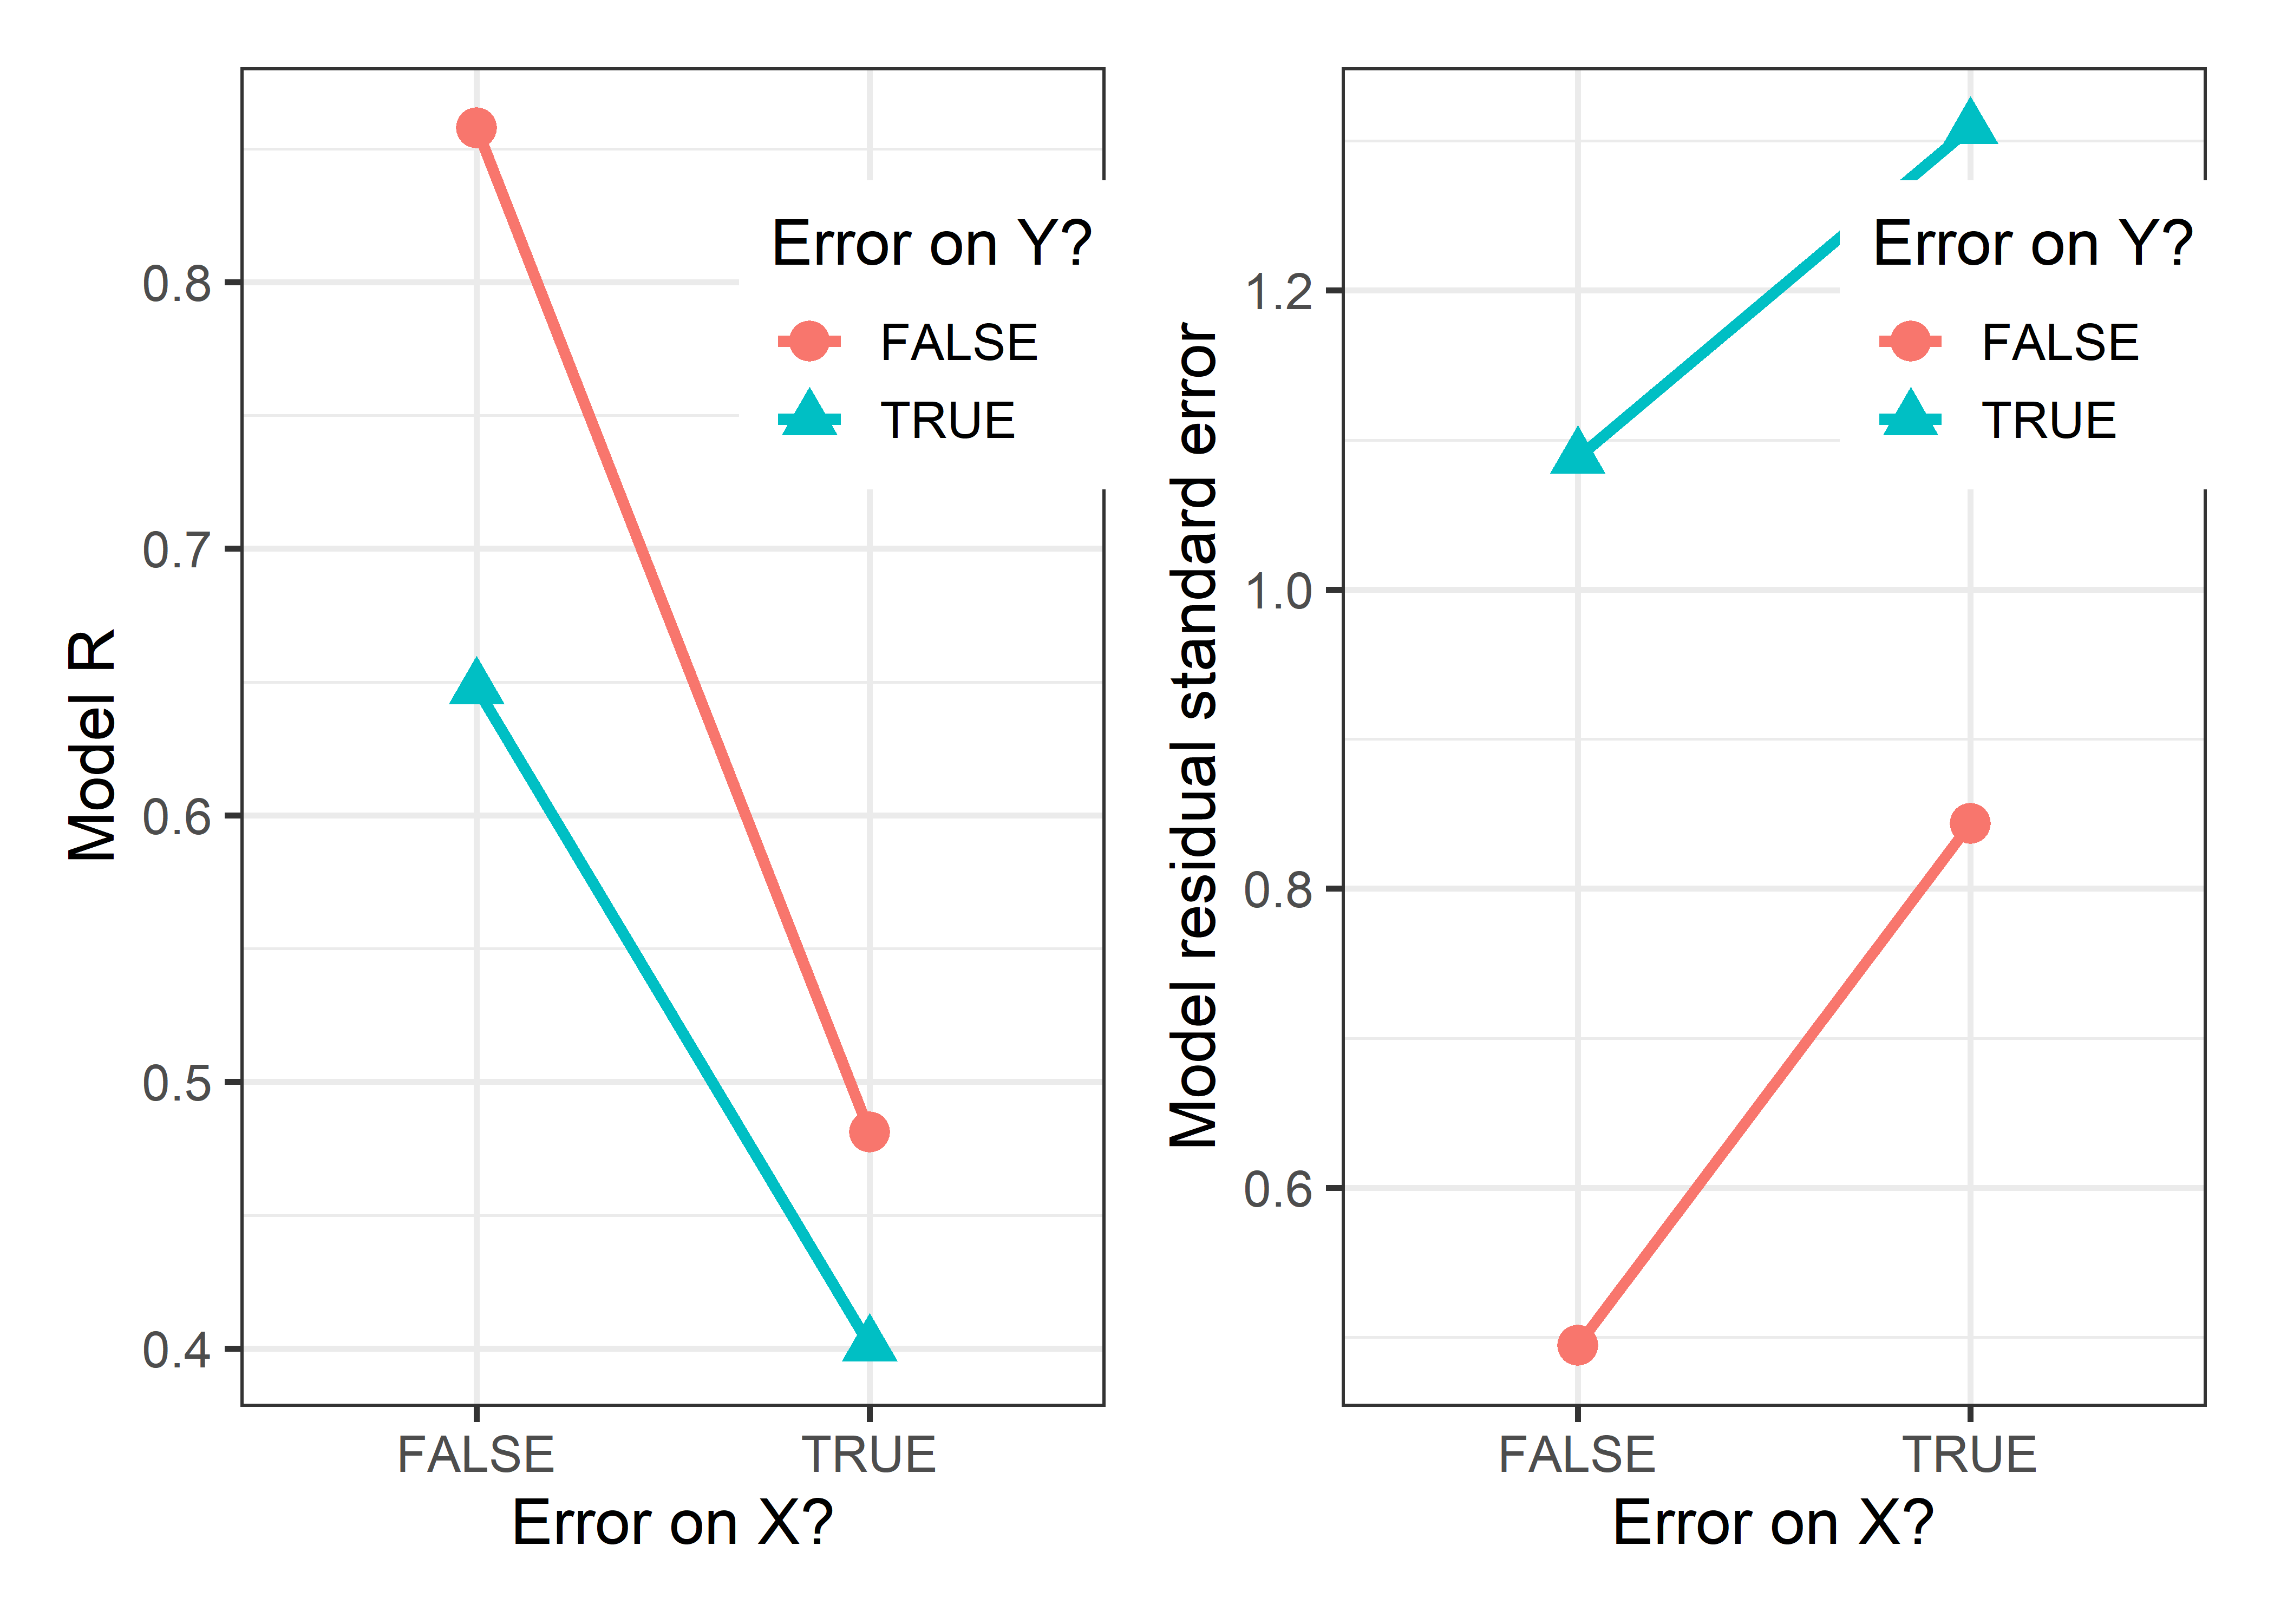 Model R
0.8
0.7
0.6
0.5
0.4
Error on Y?
FALSE
TRUE
FALSE TRUE
Error on X?
Model residual standard error
1.2
1.0
0.8
0.6
Error on Y?
FALSE
TRUE
FALSE TRUE
Error on X?